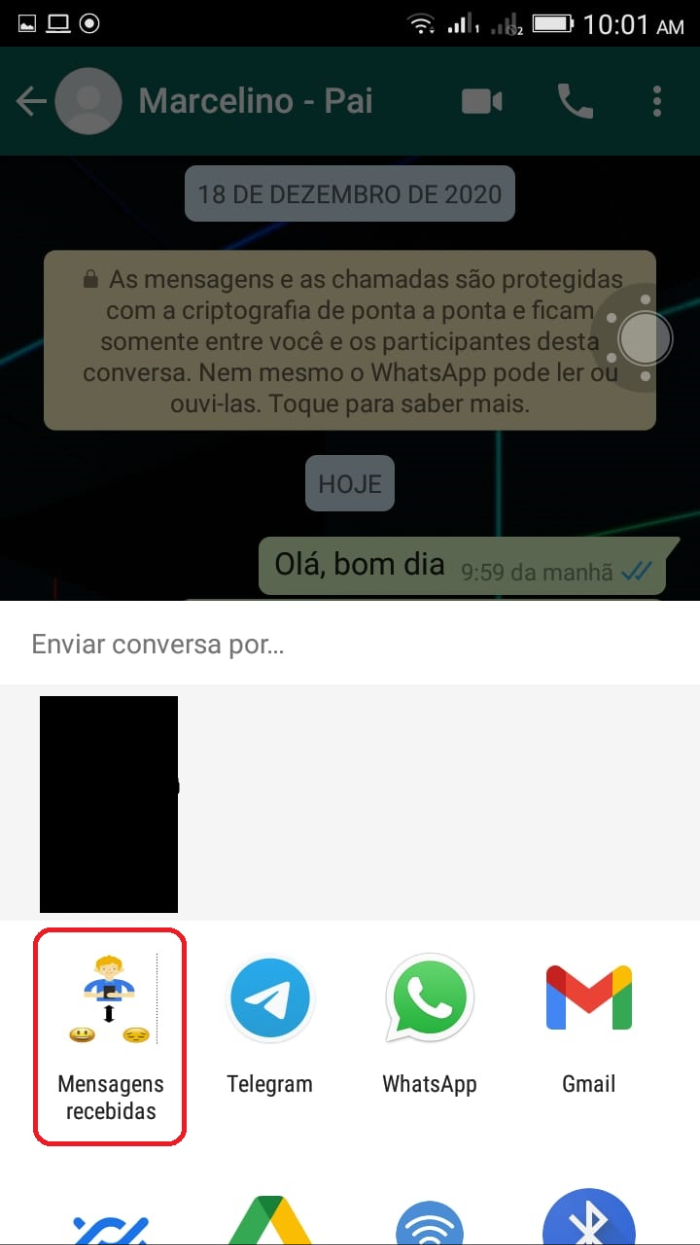 10:01 AM
Marcelino - Pai
18 DE DEZEMBRO DE 2020
As mensagens e as chamadas são protegidas
com a criptografia de ponta a ponta e ficam
somente entre você e os participantes desta
conversa. Nem mesmo o WhatsApp pode ler ou
ouvi-las. Toque para saber mais.
HOJE
Olá, bom dia 9:59 da manhã
Enviar conversa por...
Mensagens
recebidas
Telegram
WhatsApp
Gmail